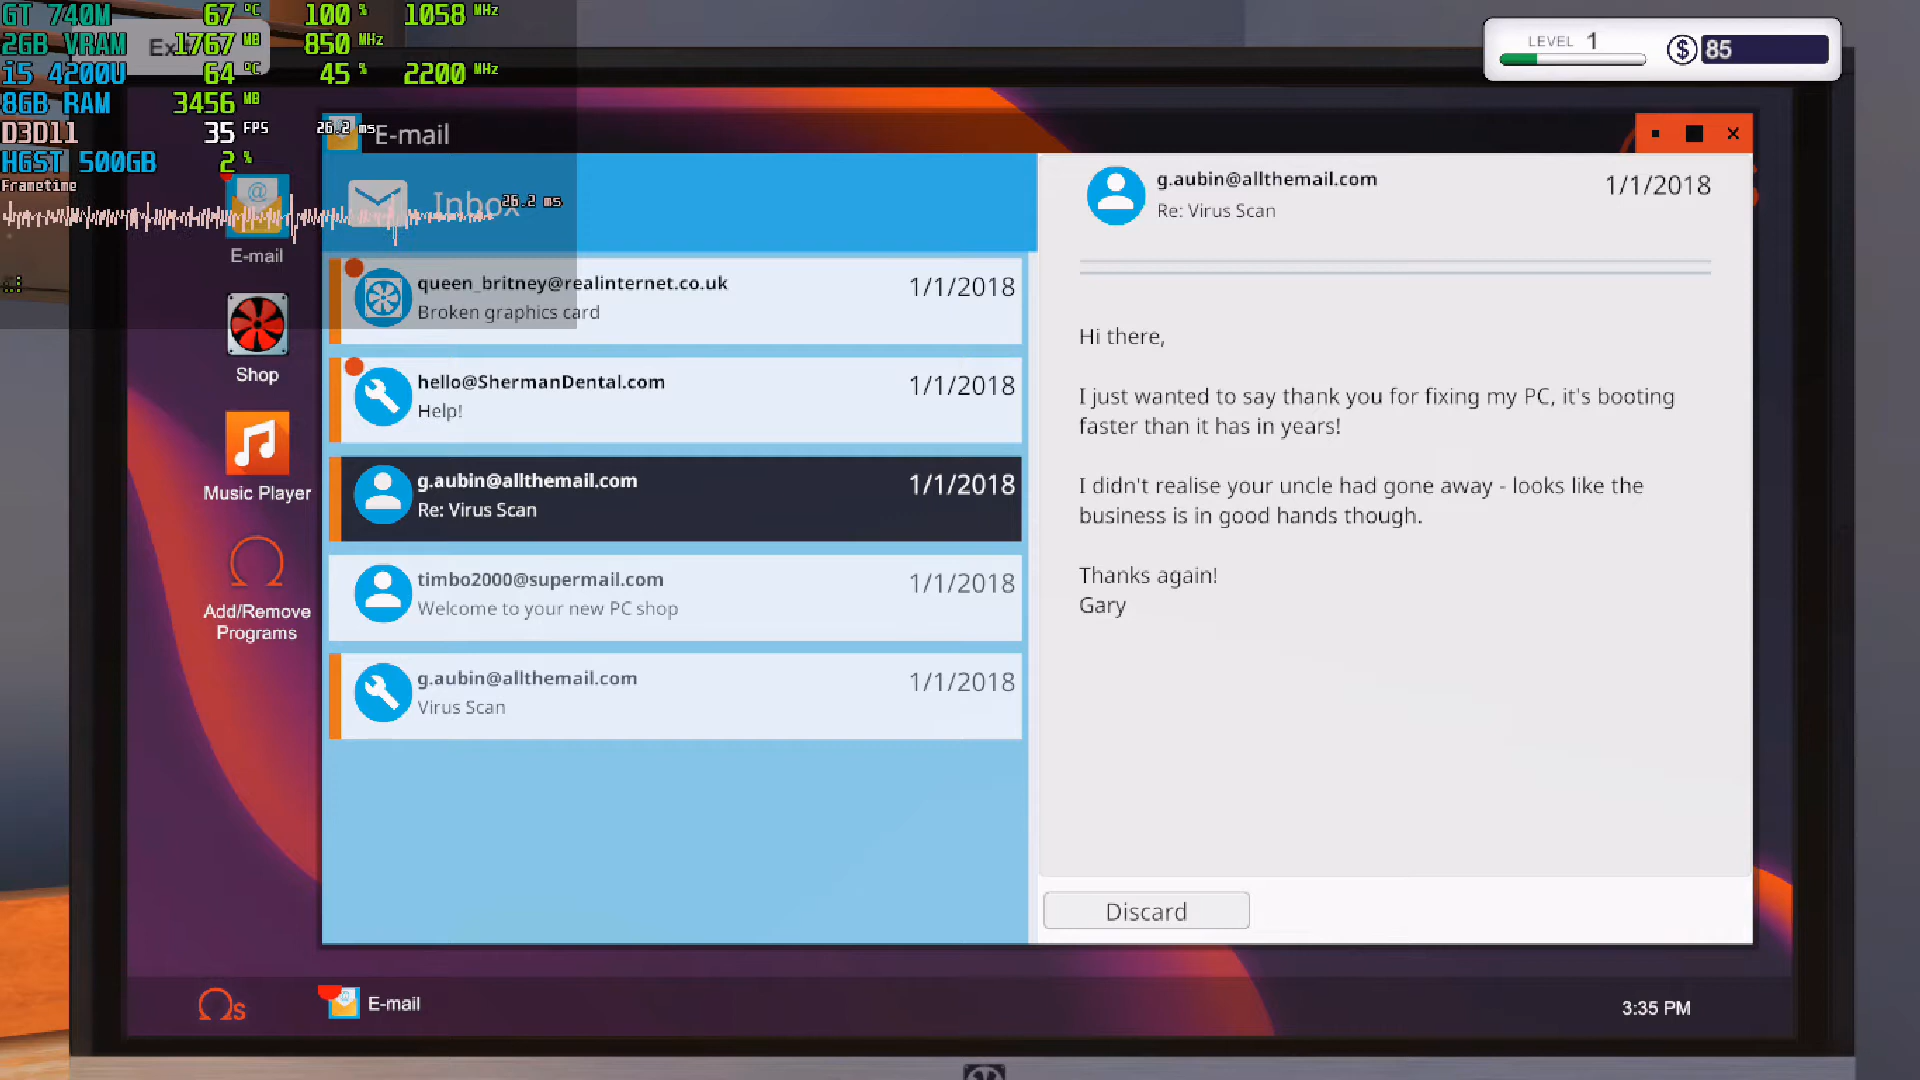 GT 740M 67 °C 100 % 1058 MHz
2GB VRAM 1767 MB 850 MHz
i5 4200U 64 °C 45 % 2200 MHz
8GB RAM 3456 MB
D3D11 35 FPS 26.2 ms
HGST 500GB 2 %
Frametime
26.2 ms
LEVEL 1
$ 85
E-mail
Shop
Music Player
Add/Remove
Programs
E-mail
Inbox
queen_britney@realinternet.co.uk 1/1/2018
Broken graphics card
hello@ShermanDental.com 1/1/2018
Help!
g.aubin@allthemail.com 1/1/2018
Re: Virus Scan
timbo2000@supermail.com 1/1/2018
Welcome to your new PC shop
g.aubin@allthemail.com 1/1/2018
Virus Scan
g.aubin@allthemail.com 1/1/2018
Re: Virus Scan
Hi there,
I just wanted to say thank you for fixing my PC, it's booting
faster than it has in years!
I didn't realise your uncle had gone away - looks like the
business is in good hands though.
Thanks again!
Gary
Discard
Ωs
E-mail
3:35 PM